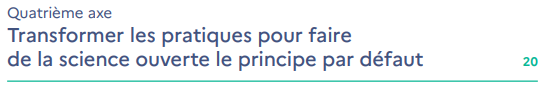 Quatrième axe
Transformer les pratiques pour faire
de la science ouverte le principe par défaut 20